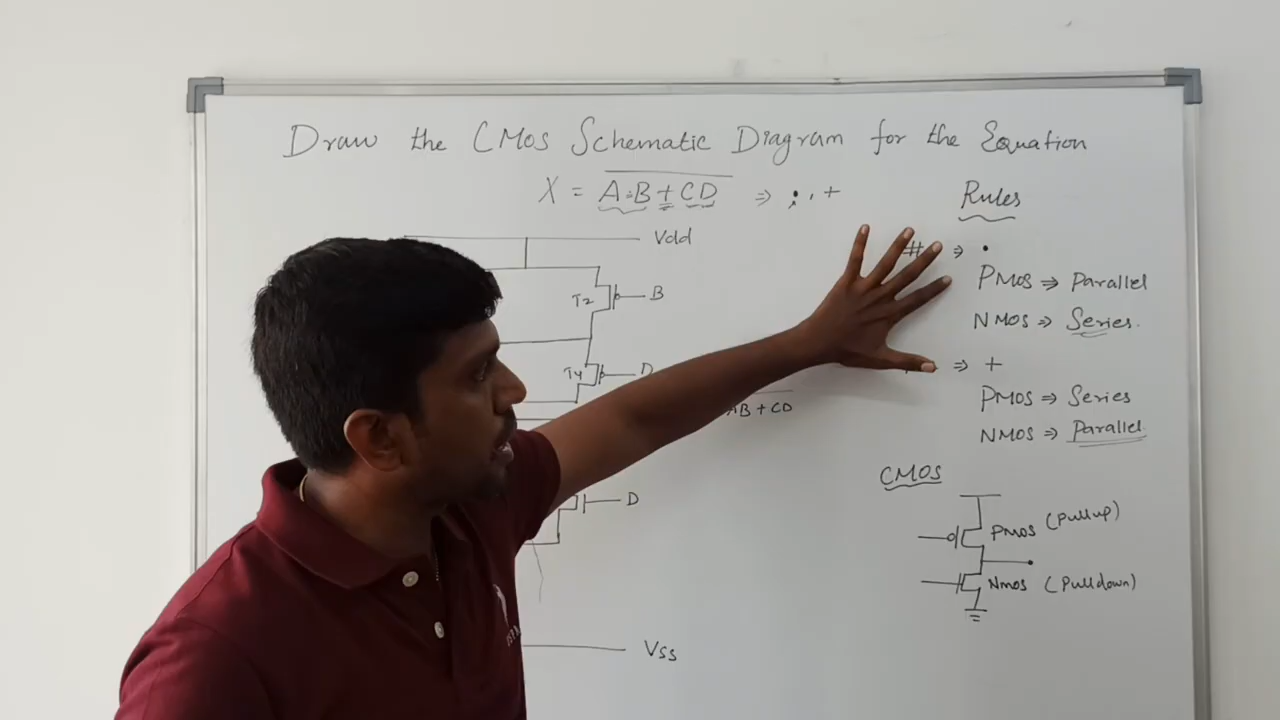 Draw the CMOS Schematic Diagram for the Equation
X = A.B + CD ⇒ . , +
Rules
Vdd
# ⇒ •
T2 B
PMOS ⇒ Parallel
NMOS ⇒ Series.
T4 D
⇒ +
PMOS ⇒ Series
AB + CD
NMOS ⇒ Parallel
CMOS
D
PMOS (Pullup)
NMOS (Pulldown)
VSS